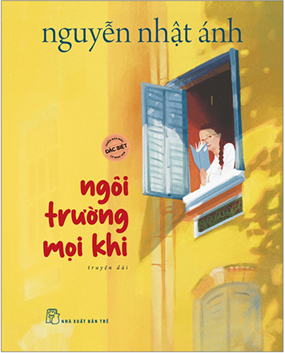 nguyễn nhật ánh
ĐẶC BIỆT
ngôi
trường
mọi khi
truyện dài
NHÀ XUẤT BẢN TRẺ